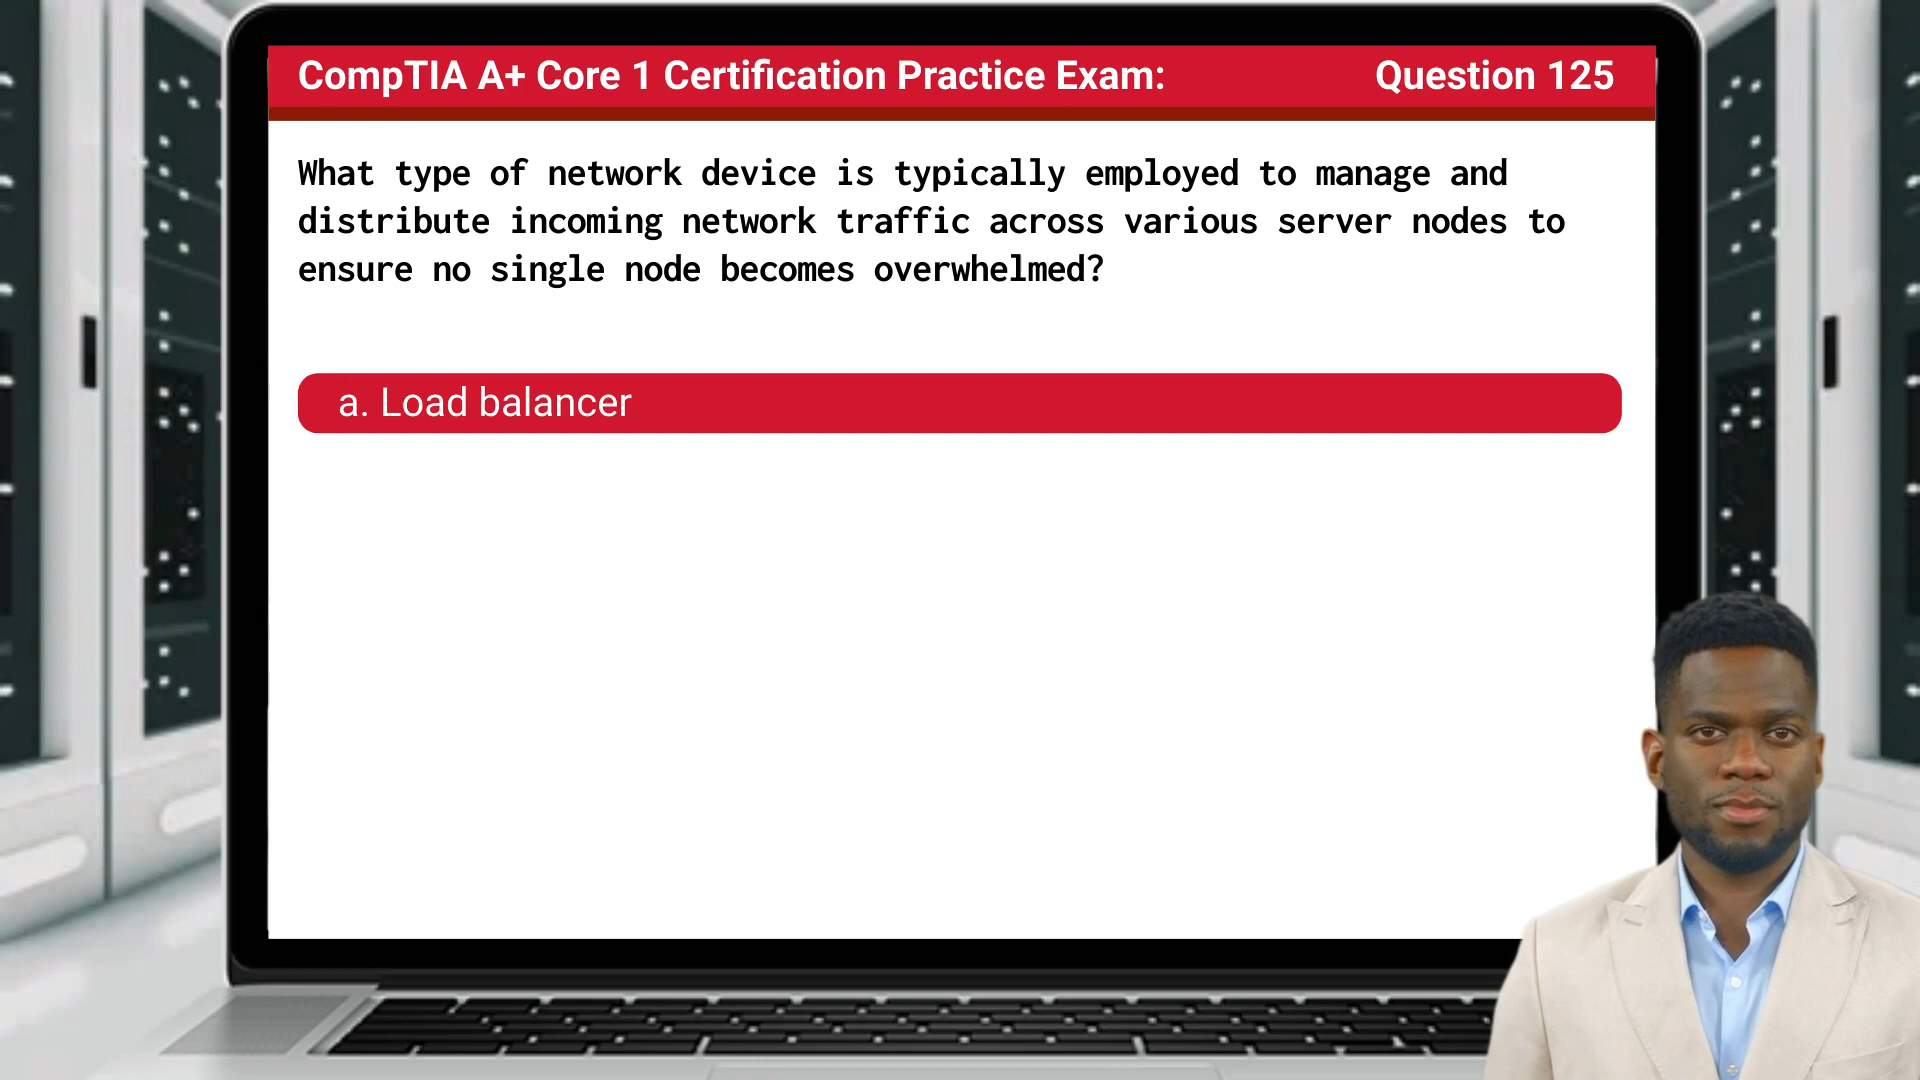 CompTIA A+ Core 1 Certification Practice Exam: Question 125
What type of network device is typically employed to manage and
distribute incoming network traffic across various server nodes to
ensure no single node becomes overwhelmed?
a. Load balancer